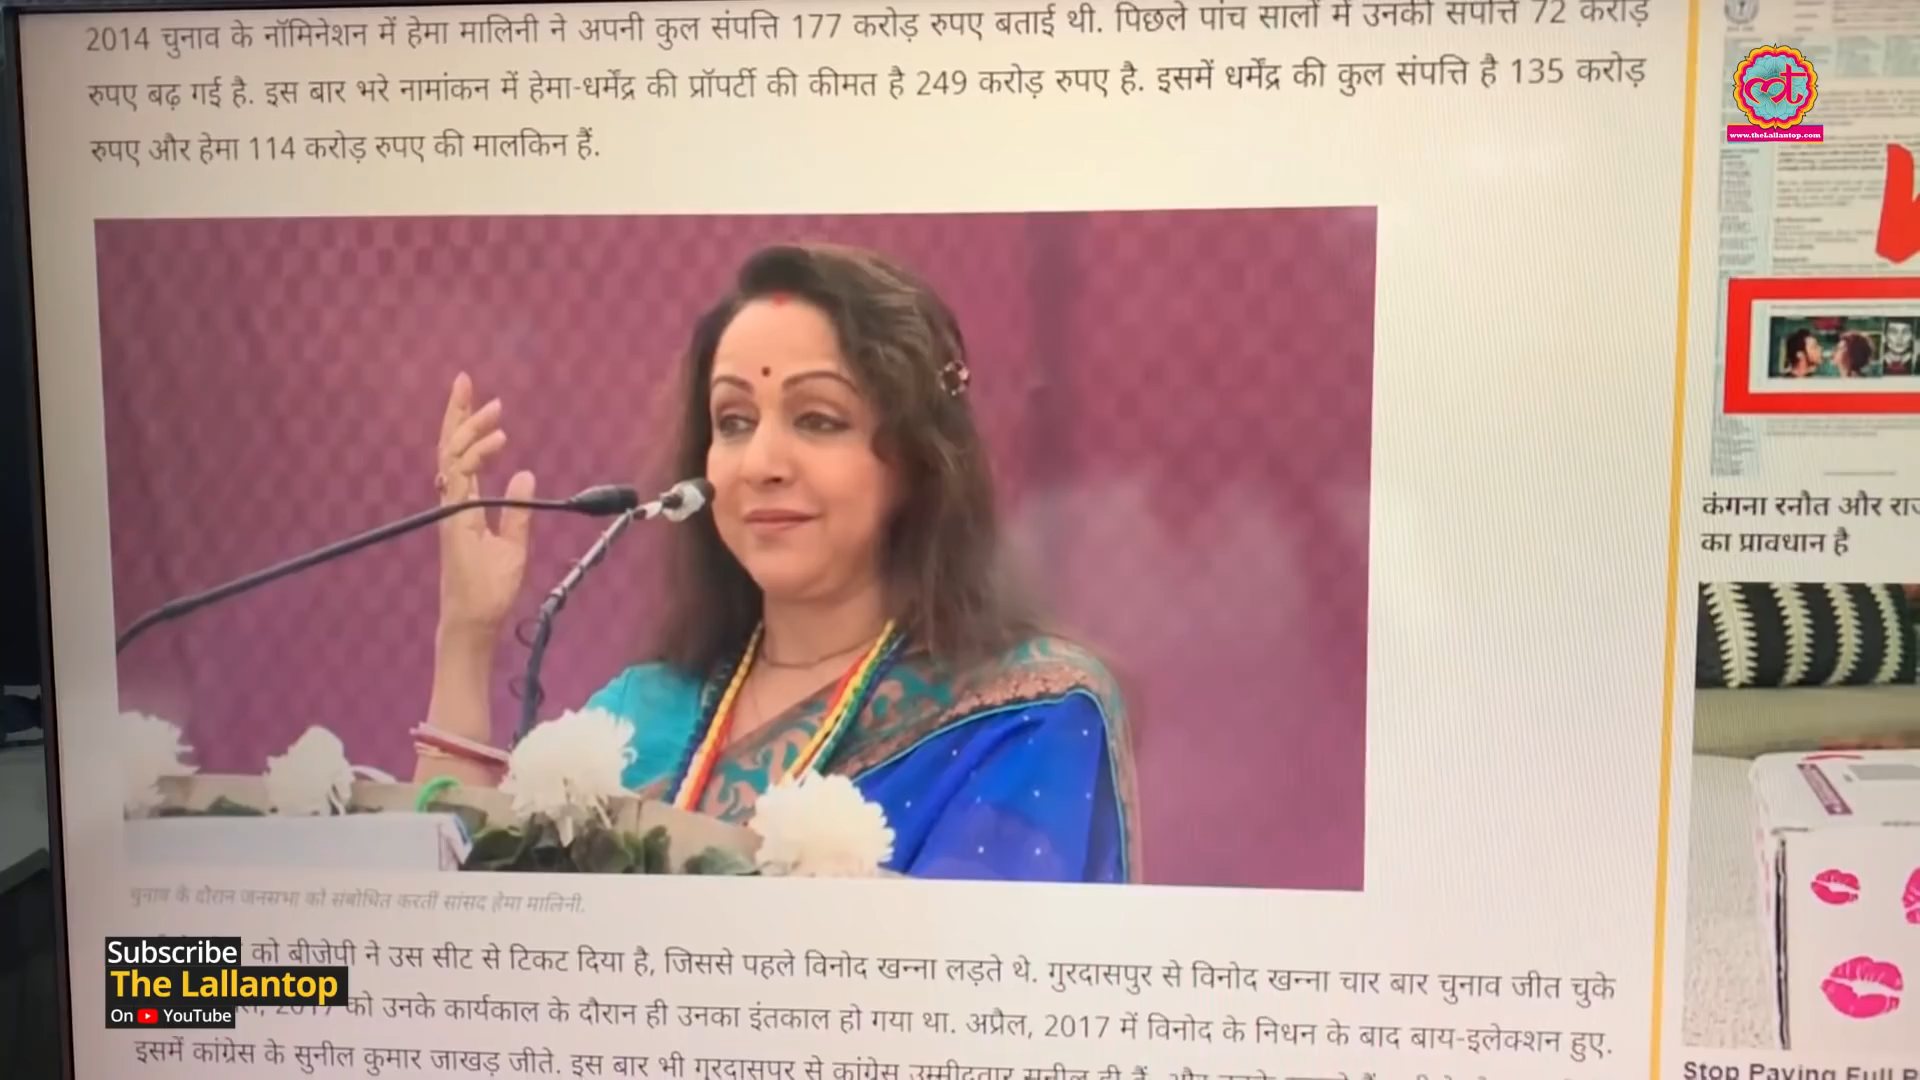 2014 चुनाव के नॉमिनेशन में हेमा मालिनी ने अपनी कुल संपत्ति 177 करोड़ रुपए बताई थी. पिछले पांच सालों में उनकी संपत्ति 72 करोड़
रुपए बढ़ गई है. इस बार भरे नामांकन में हेमा-धर्मेंद्र की प्रॉपर्टी की कीमत है 249 करोड़ रुपए है. इसमें धर्मेंद्र की कुल संपत्ति है 135 करोड़
रुपए और हेमा 114 करोड़ रुपए की मालकिन हैं.
www.theLallantop.com
चुनाव के दौरान जनसभा को संबोधित करतीं सांसद हेमा मालिनी.
को बीजेपी ने उस सीट से टिकट दिया है, जिससे पहले विनोद खन्ना लड़ते थे. गुरदासपुर से विनोद खन्ना चार बार चुनाव जीत चुके
2017 को उनके कार्यकाल के दौरान ही उनका इंतकाल हो गया था. अप्रैल, 2017 में विनोद के निधन के बाद बाय-इलेक्शन हुए.
इसमें कांग्रेस के सुनील कुमार जाखड़ जीते. इस बार भी गुरदासपुर से कांग्रेस उम्मीदवार सुनील ही हैं.
Subscribe
The Lallantop
On YouTube
कंगना रनौत और
का प्रावधान है
Stop Paying Full